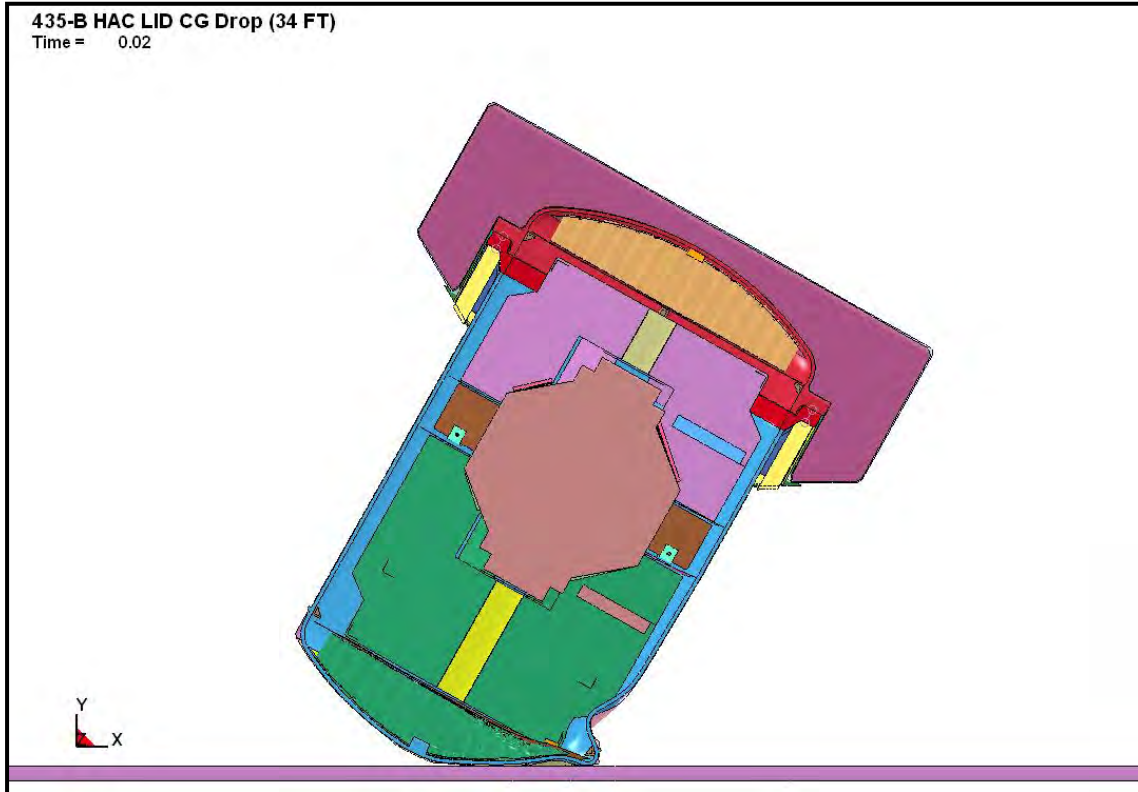 435-B HAC LID CG Drop (34 FT)
Time = 0.02
Y
Z X